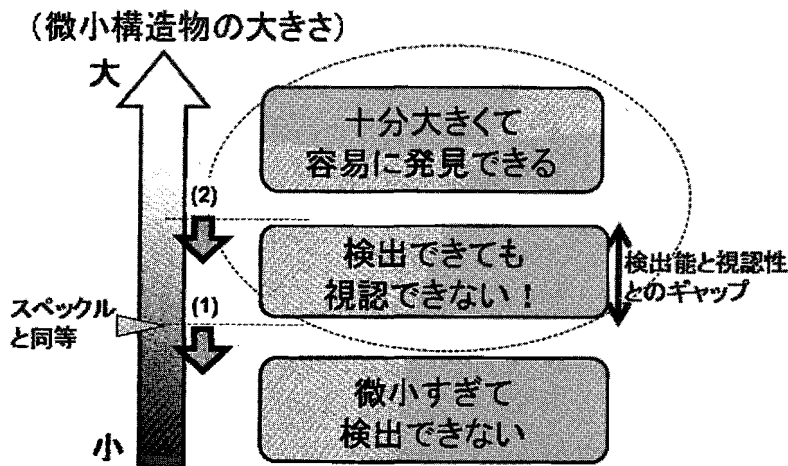 (微小構造物の大きさ)
大
十分大きくて
容易に発見できる
(2)
検出できても
視認できない！
検出能と視認性
とのギャップ
スペックル
と同等
(1)
微小すぎて
検出できない
小